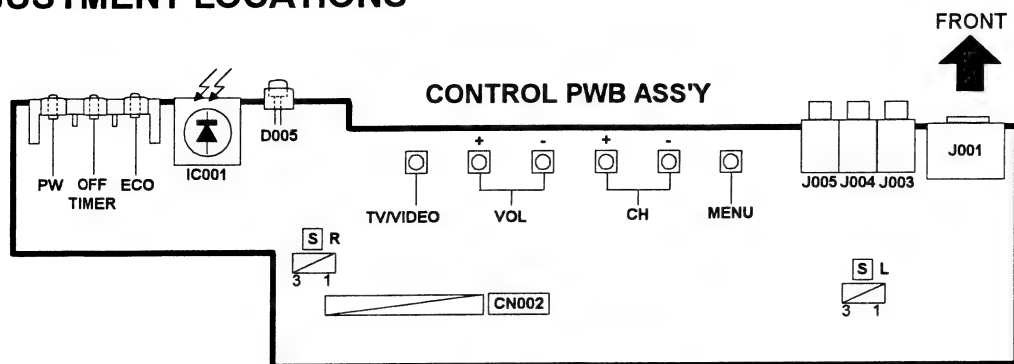 FRONT
CONTROL PWB ASS'Y
D005
+ - + -
J001
IC001
PW OFF TIMER ECO
J005 J004 J003
TV/VIDEO VOL CH MENU
S R
3 1
S L
3 1
CN002